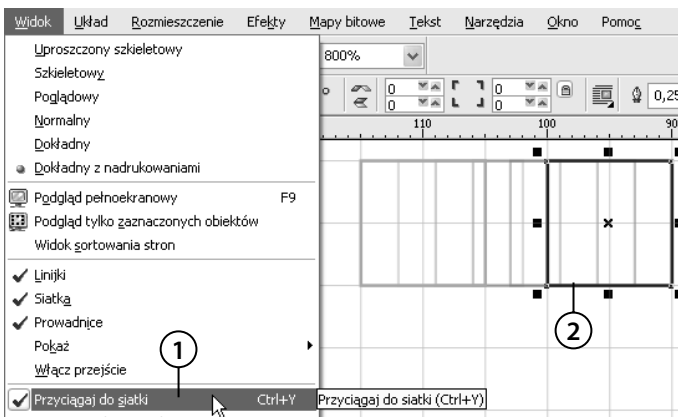 Widok Układ Rozmieszczenie Efekty Mapy bitowe Tekst Narzędzia Okno Pomoc
Uproszczony szkieletowy
800%
Szkieletowy
Poglądowy
0 0
0 0
0,25
Normalny
110 100 90
Dokładny
Dokładny z nadrukowaniami
Podgląd pełnoekranowy F9
Podgląd tylko zaznaczonych obiektów
Widok sortowania stron
Linijki
Siatka
Prowadnice
Pokaż
1
2
Włącz przejście
Przyciągaj do siatki Ctrl+Y
Przyciągaj do siatki (Ctrl+Y)